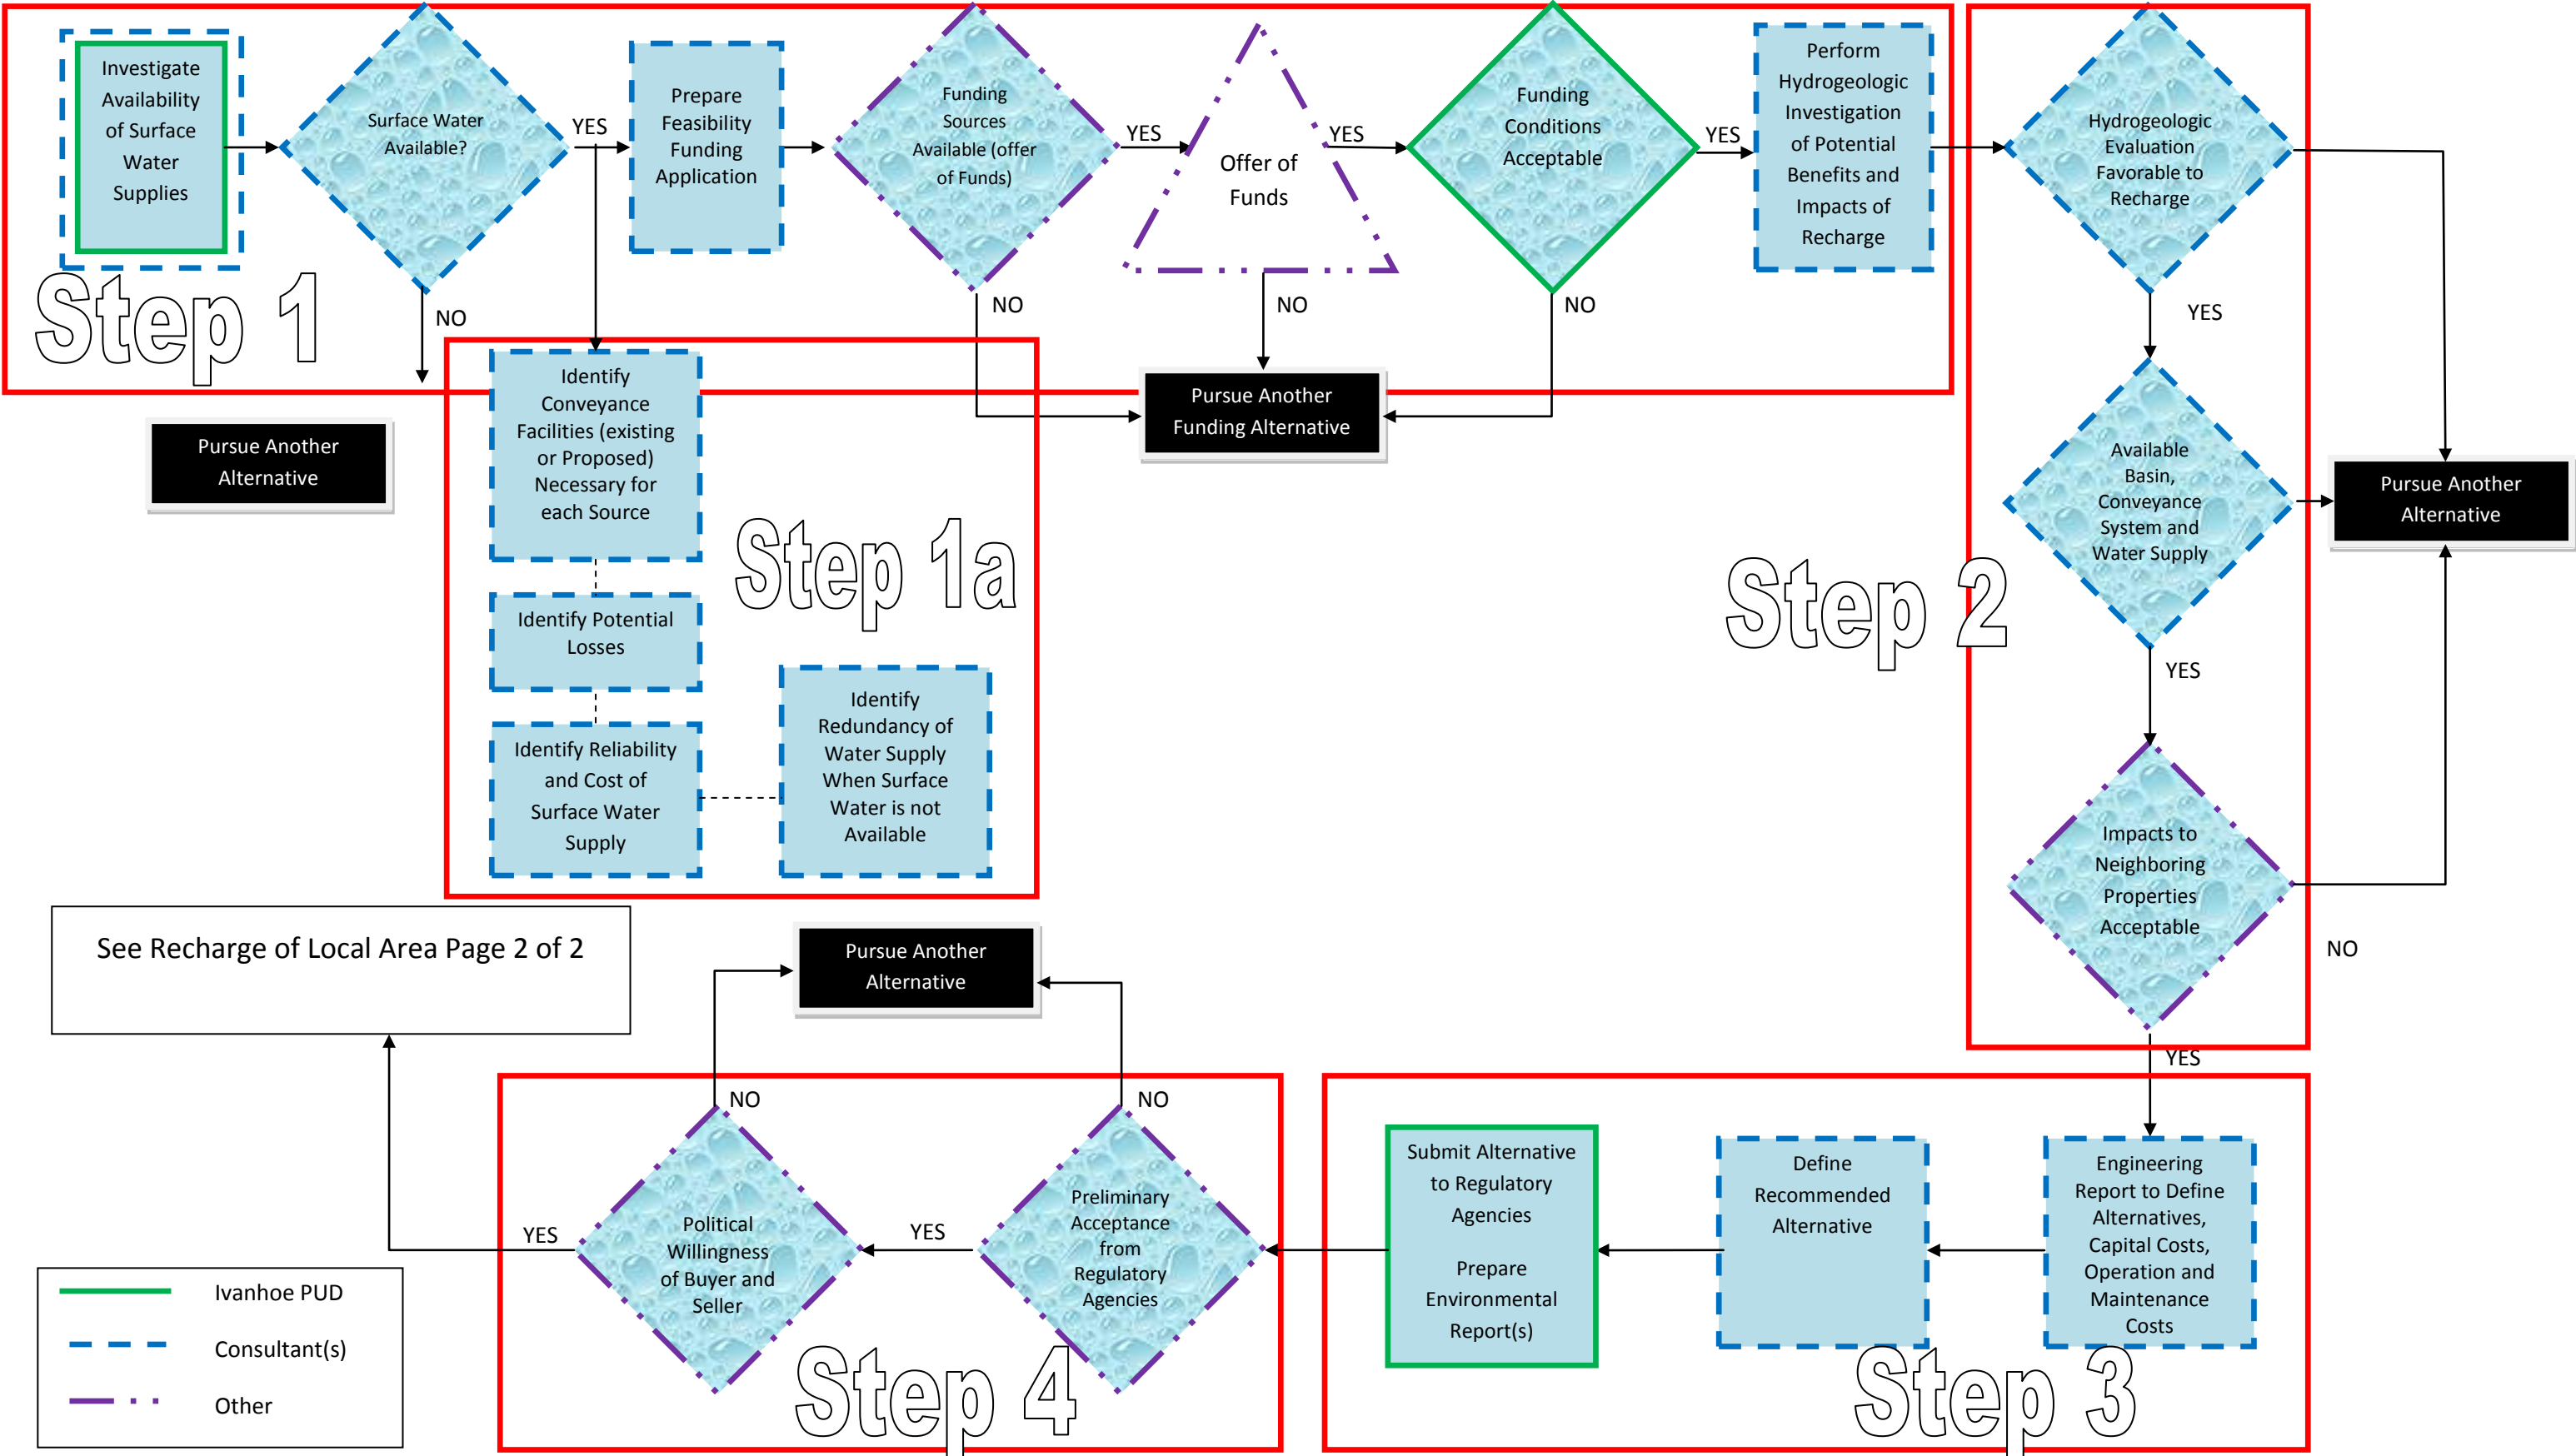 Investigate
Availability
of Surface
Water
Supplies
Surface Water
Available?
YES
NO
Prepare
Feasibility
Funding
Application
Funding
Sources
Available (offer
of Funds)
YES
NO
Offer of
Funds
YES
NO
Funding
Conditions
Acceptable
YES
NO
Perform
Hydrogeologic
Investigation
of Potential
Benefits and
Impacts of
Recharge
Step 1
Pursue Another
Alternative
Pursue Another
Funding Alternative
Identify
Conveyance
Facilities (existing
or Proposed)
Necessary for
each Source
Identify Potential
Losses
Identify Reliability
and Cost of
Surface Water
Supply
Identify
Redundancy of
Water Supply
When Surface
Water is not
Available
Step 1a
Hydrogeologic
Evaluation
Favorable to
Recharge
YES
Available
Basin,
Conveyance
System and
Water Supply
YES
Pursue Another
Alternative
Impacts to
Neighboring
Properties
Acceptable
NO
YES
Step 2
Engineering
Report to Define
Alternatives,
Capital Costs,
Operation and
Maintenance
Costs
Define
Recommended
Alternative
Submit Alternative
to Regulatory
Agencies
Prepare
Environmental
Report(s)
Step 3
Preliminary
Acceptance
from
Regulatory
Agencies
NO
YES
Political
Willingness
of Buyer and
Seller
NO
YES
Step 4
Pursue Another
Alternative
See Recharge of Local Area Page 2 of 2
Ivanhoe PUD
Consultant(s)
Other